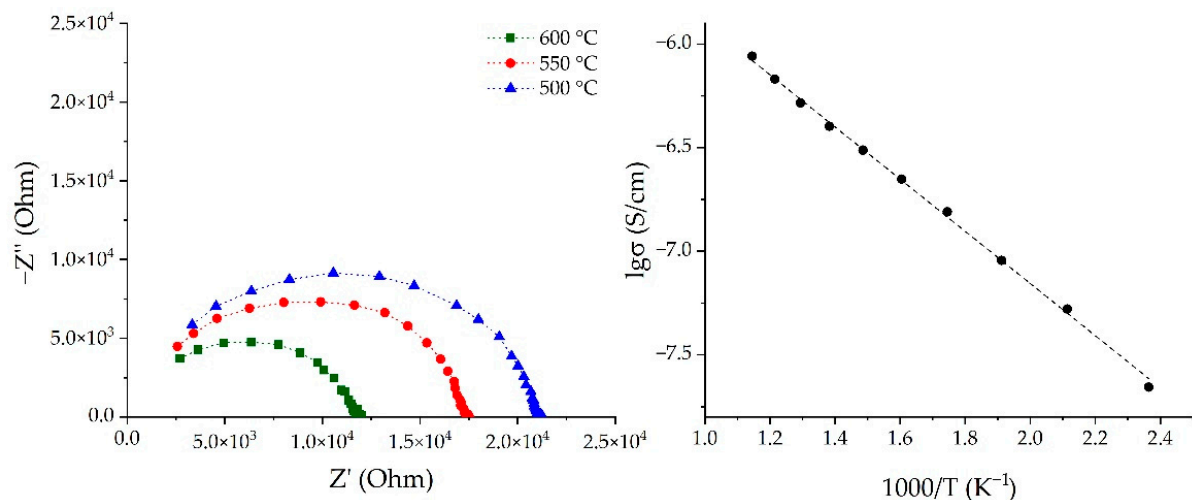 2.5×10⁴
2.0×10⁴
1.5×10⁴
1.0×10⁴
5.0×10³
0.0
−Z'' (Ohm)
600 °C
550 °C
500 °C
0.0 5.0×10³ 1.0×10⁴ 1.5×10⁴ 2.0×10⁴ 2.5×10⁴
Z' (Ohm)
−6.0
−6.5
−7.0
−7.5
lgσ (S/cm)
1.0 1.2 1.4 1.6 1.8 2.0 2.2 2.4
1000/T (K⁻¹)